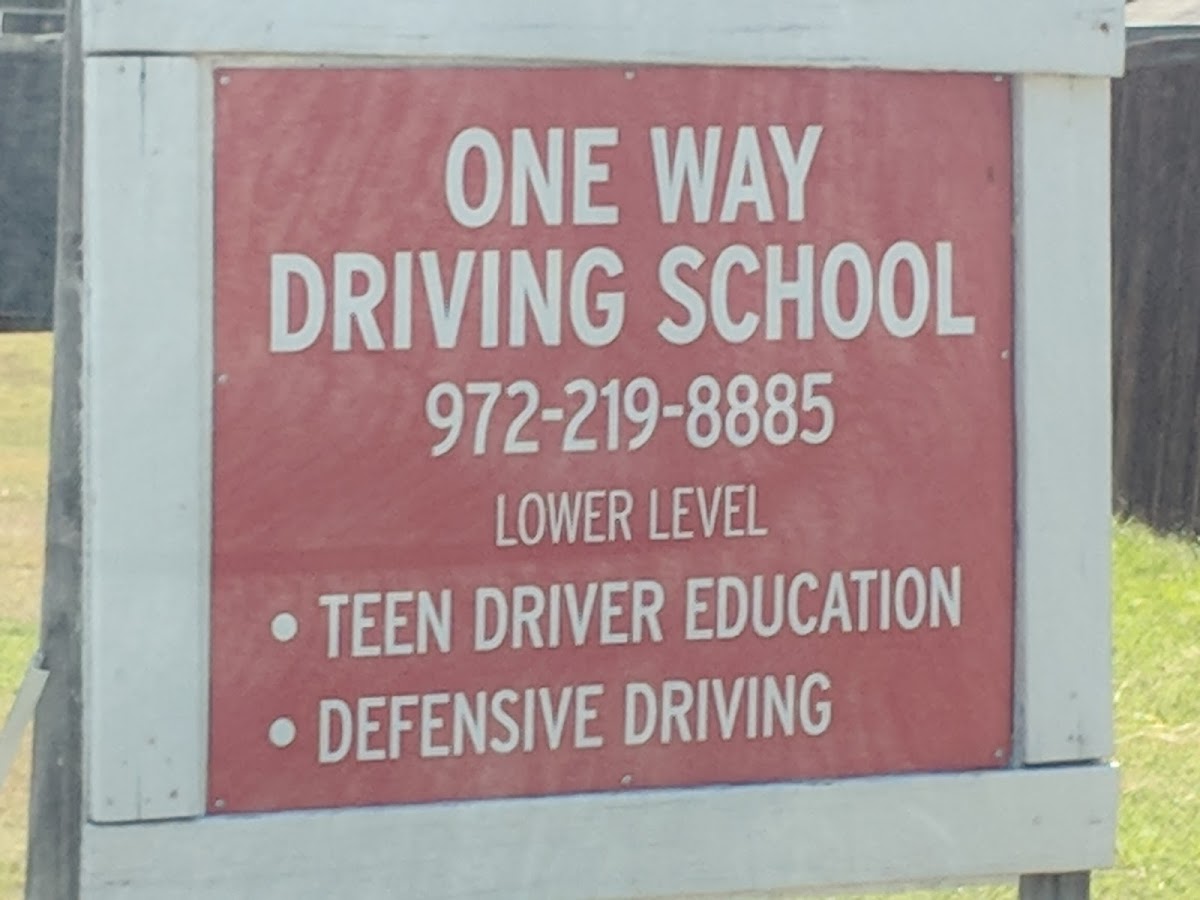 ONE WAY
DRIVING SCHOOL
972-219-8885
LOWER LEVEL
• TEEN DRIVER EDUCATION
• DEFENSIVE DRIVING